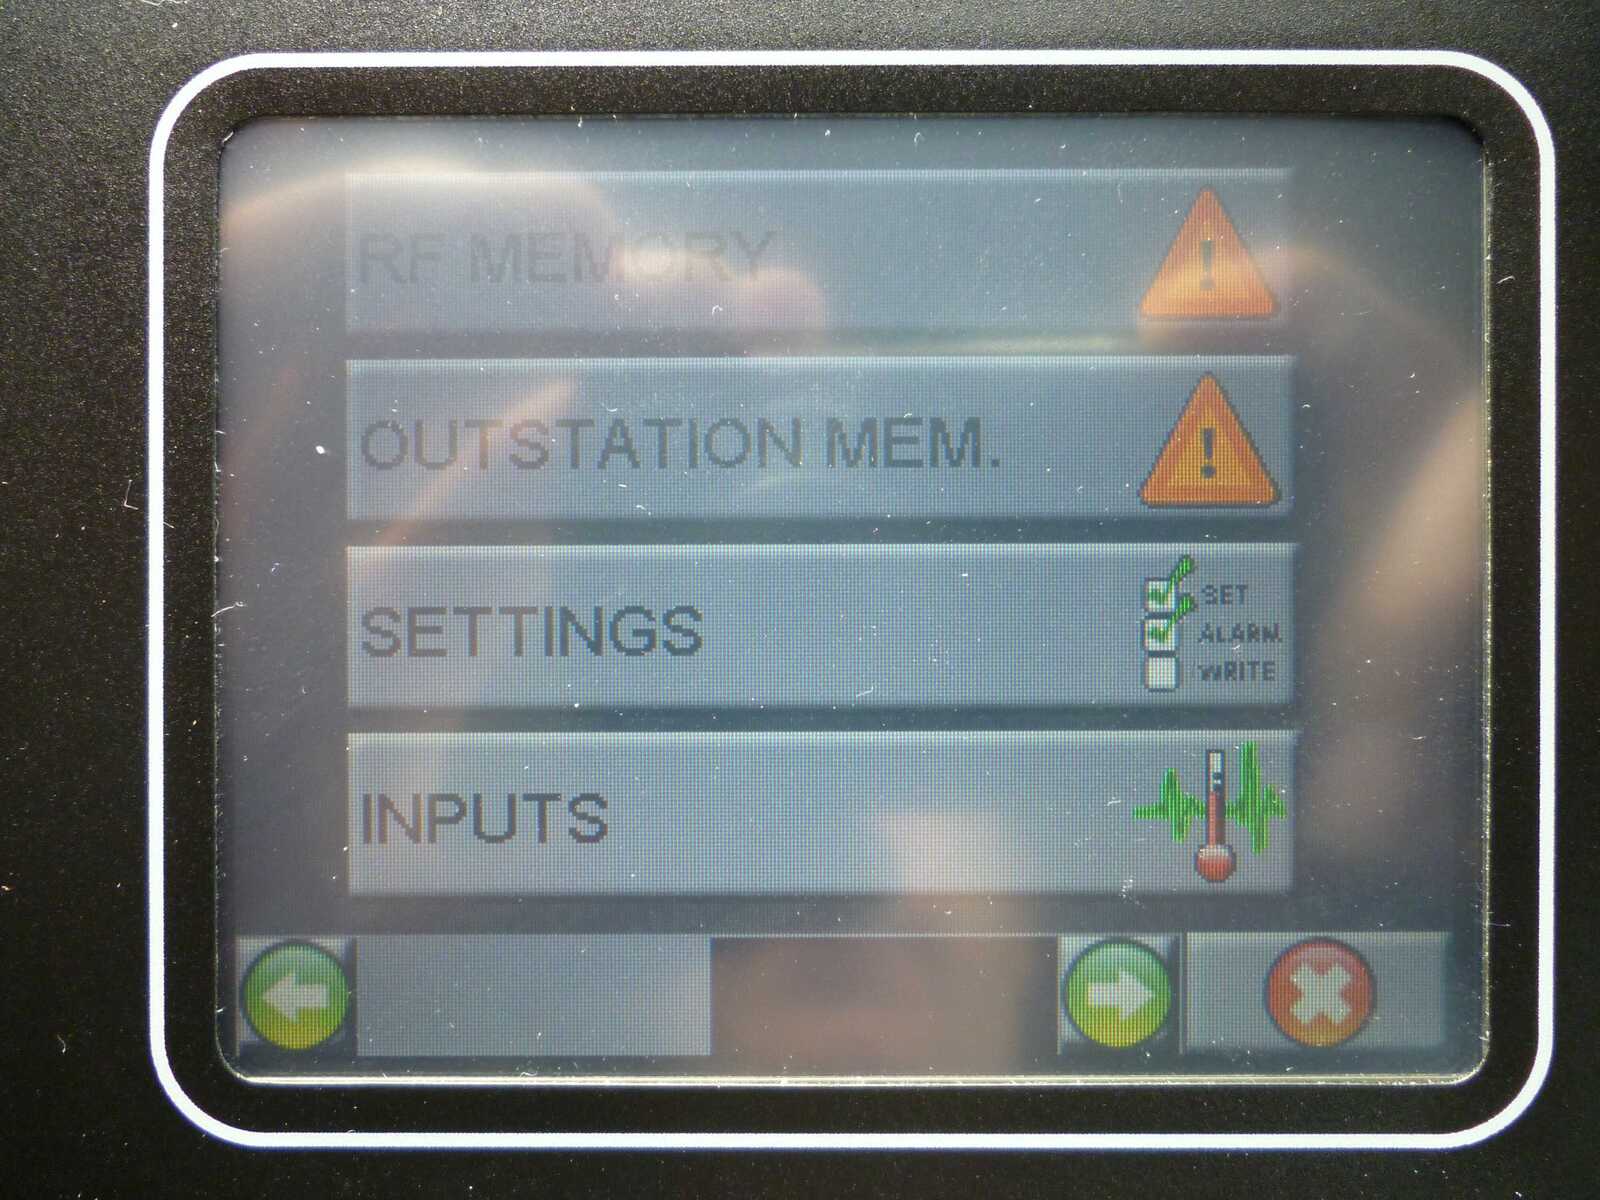 RF MEMORY
OUTSTATION MEM.
SETTINGS
SET
ALARM
WRITE
INPUTS